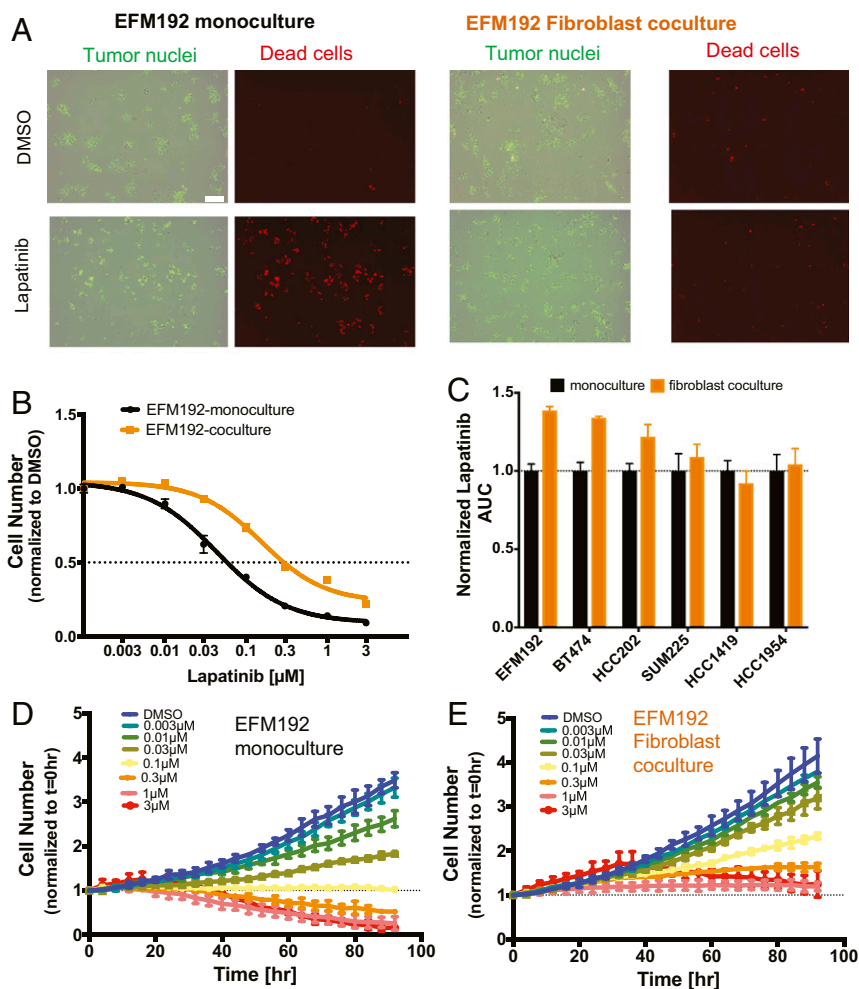 A
EFM192 monoculture
EFM192 Fibroblast coculture
Tumor nuclei
Dead cells
Tumor nuclei
Dead cells
DMSO
Lapatinib
B
EFM192-monoculture
EFM192-coculture
Cell Number
(normalized to DMSO)
1.5
1.0
0.5
0.0
0.003
0.01
0.03
0.1
0.3
1
3
Lapatinib [µM]
C
monoculture
fibroblast coculture
Normalized Lapatinib
AUC
1.5
1.0
0.5
0.0
EFM192
BT474
HCC202
SUM225
HCC1419
HCC1954
D
EFM192
monoculture
DMSO
0.003µM
0.01µM
0.03µM
0.1µM
0.3µM
1µM
3µM
Cell Number
(normalized to t=0hr)
5
4
3
2
1
0
0
20
40
60
80
100
Time [hr]
E
EFM192
Fibroblast
coculture
DMSO
0.003µM
0.01µM
0.03µM
0.1µM
0.3µM
1µM
3µM
Cell Number
(normalized to t=0hr)
5
4
3
2
1
0
0
20
40
60
80
100
Time [hr]